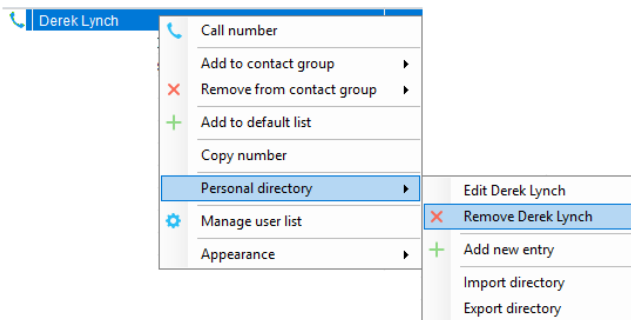 Derek Lynch
Call number
Add to contact group
Remove from contact group
Add to default list
Copy number
Personal directory
Edit Derek Lynch
Remove Derek Lynch
Manage user list
Add new entry
Appearance
Import directory
Export directory